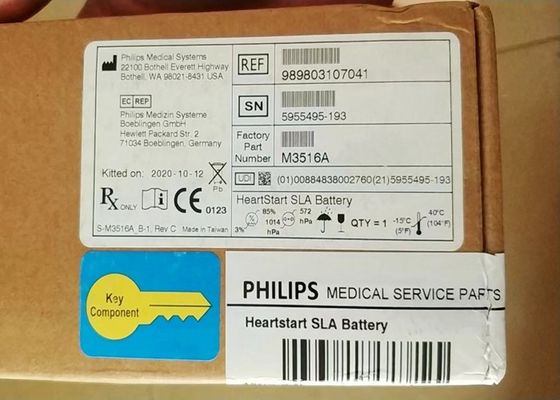 Philips Medical Systems
22100 Bothell Everett Highway
Bothell, WA 98021-8431 USA
EC REP
Philips Medizin Systeme
Boeblingen GmbH
Hewlett Packard Str. 2
71034 Boeblingen, Germany
Kitted on: 2020-10-12
Pb
Rx ONLY
CE 0123
S-M3516A_B-1, Rev C Made in Taiwan
REF
989803107041
SN
5955495-193
Factory
Part
Number M3516A
UDI (01)00884838002760(21)5955495-193
HeartStart SLA Battery
3% 85%
1014 hPa 572 hPa
QTY = 1
-15°C (5°F) 40°C (104°F)
Key
Component
PHILIPS MEDICAL SERVICE PARTS
Heartstart SLA Battery